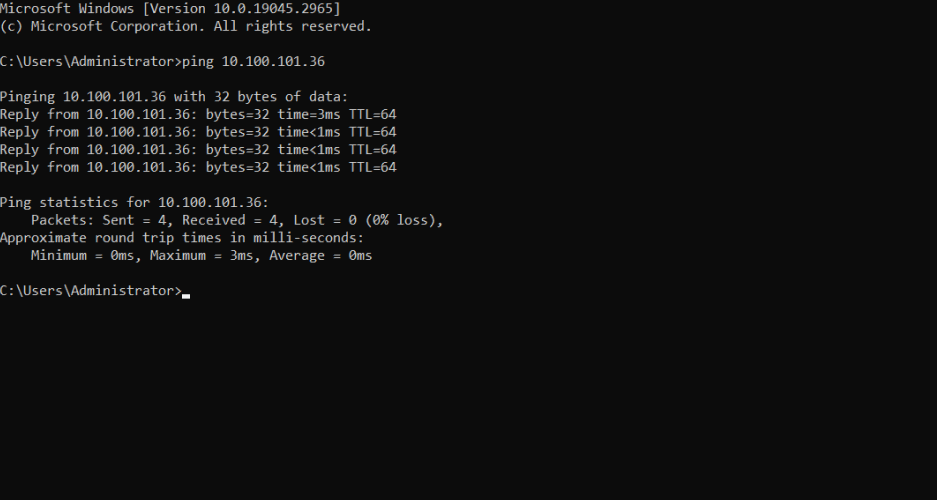 Microsoft Windows [Version 10.0.19045.2965]
(c) Microsoft Corporation. All rights reserved.
C:\Users\Administrator>ping 10.100.101.36
Pinging 10.100.101.36 with 32 bytes of data:
Reply from 10.100.101.36: bytes=32 time=3ms TTL=64
Reply from 10.100.101.36: bytes=32 time<1ms TTL=64
Reply from 10.100.101.36: bytes=32 time<1ms TTL=64
Reply from 10.100.101.36: bytes=32 time<1ms TTL=64
Ping statistics for 10.100.101.36:
    Packets: Sent = 4, Received = 4, Lost = 0 (0% loss),
Approximate round trip times in milli-seconds:
    Minimum = 0ms, Maximum = 3ms, Average = 0ms
C:\Users\Administrator>